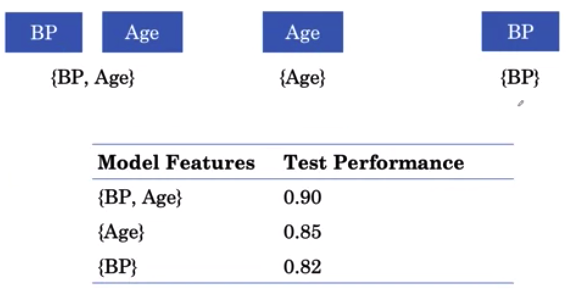 BP Age Age BP
{BP, Age} {Age} {BP}
Model Features Test Performance
{BP, Age} 0.90
{Age} 0.85
{BP} 0.82